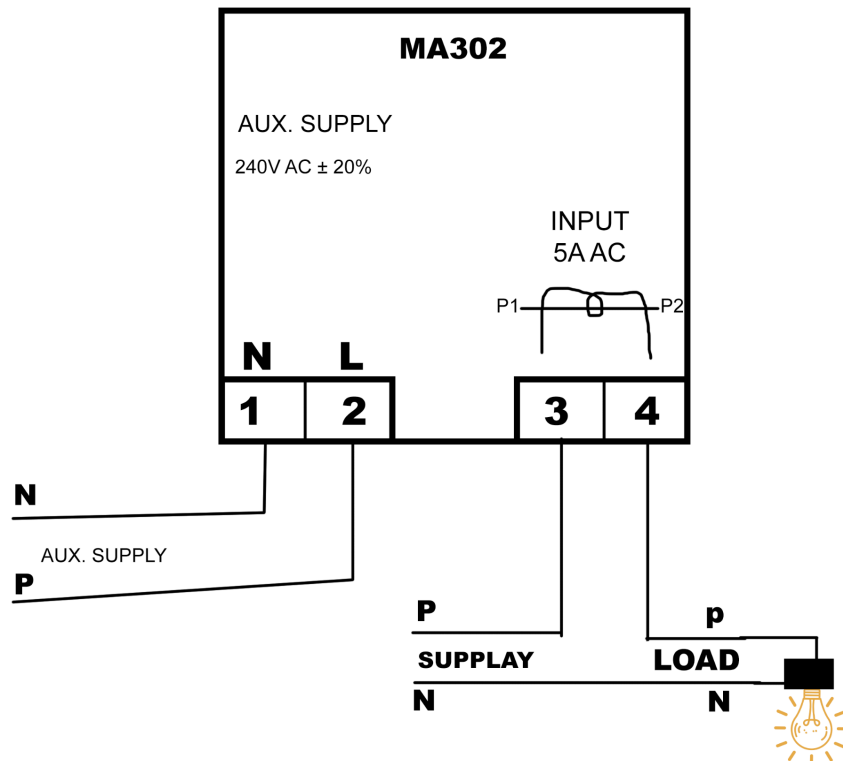 MA302
AUX. SUPPLY
240V AC ± 20%
INPUT
5A AC
P1
P2
N
L
1
2
3
4
N
AUX. SUPPLY
P
P
p
SUPPLAY
LOAD
N
N